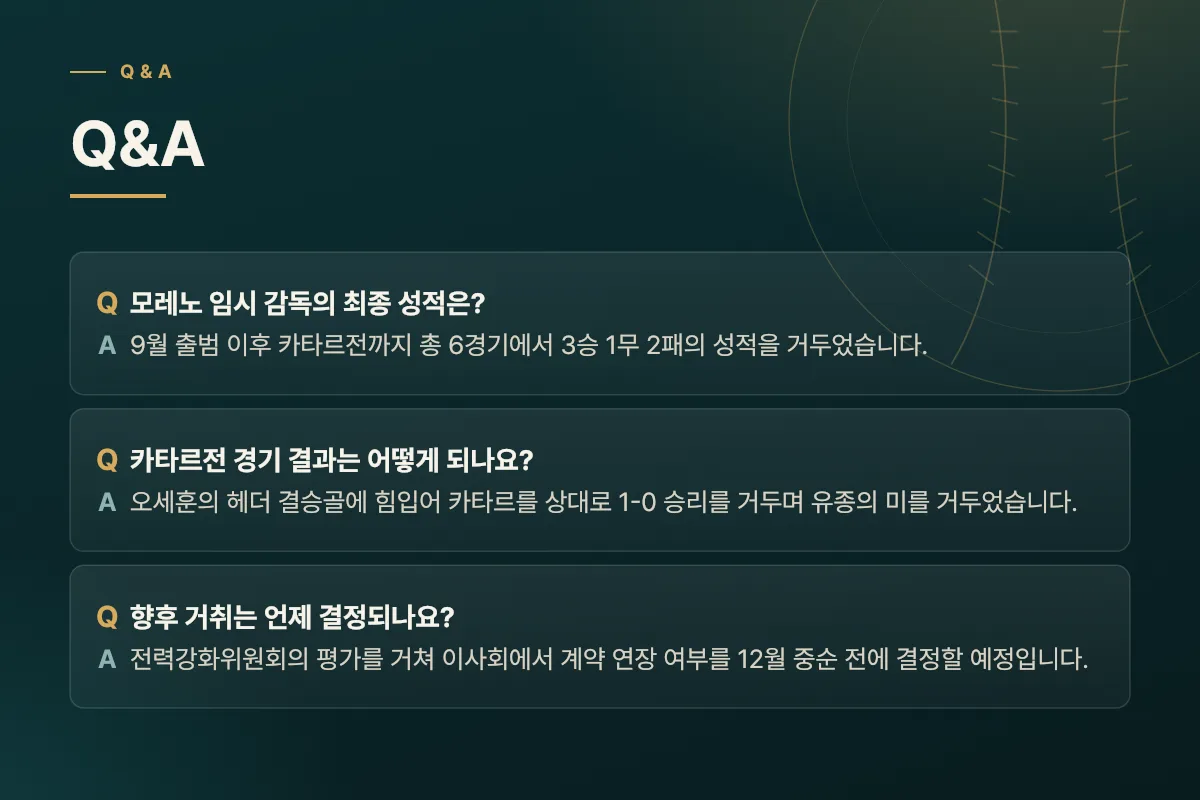 Q & A
Q&A
Q 모레노 임시 감독의 최종 성적은?
A 9월 출범 이후 카타르전까지 총 6경기에서 3승 1무 2패의 성적을 거두었습니다.
Q 카타르전 경기 결과는 어떻게 되나요?
A 오세훈의 헤더 결승골에 힘입어 카타르를 상대로 1-0 승리를 거두며 유종의 미를 거두었습니다.
Q 향후 거취는 언제 결정되나요?
A 전력강화위원회의 평가를 거쳐 이사회에서 계약 연장 여부를 12월 중순 전에 결정할 예정입니다.